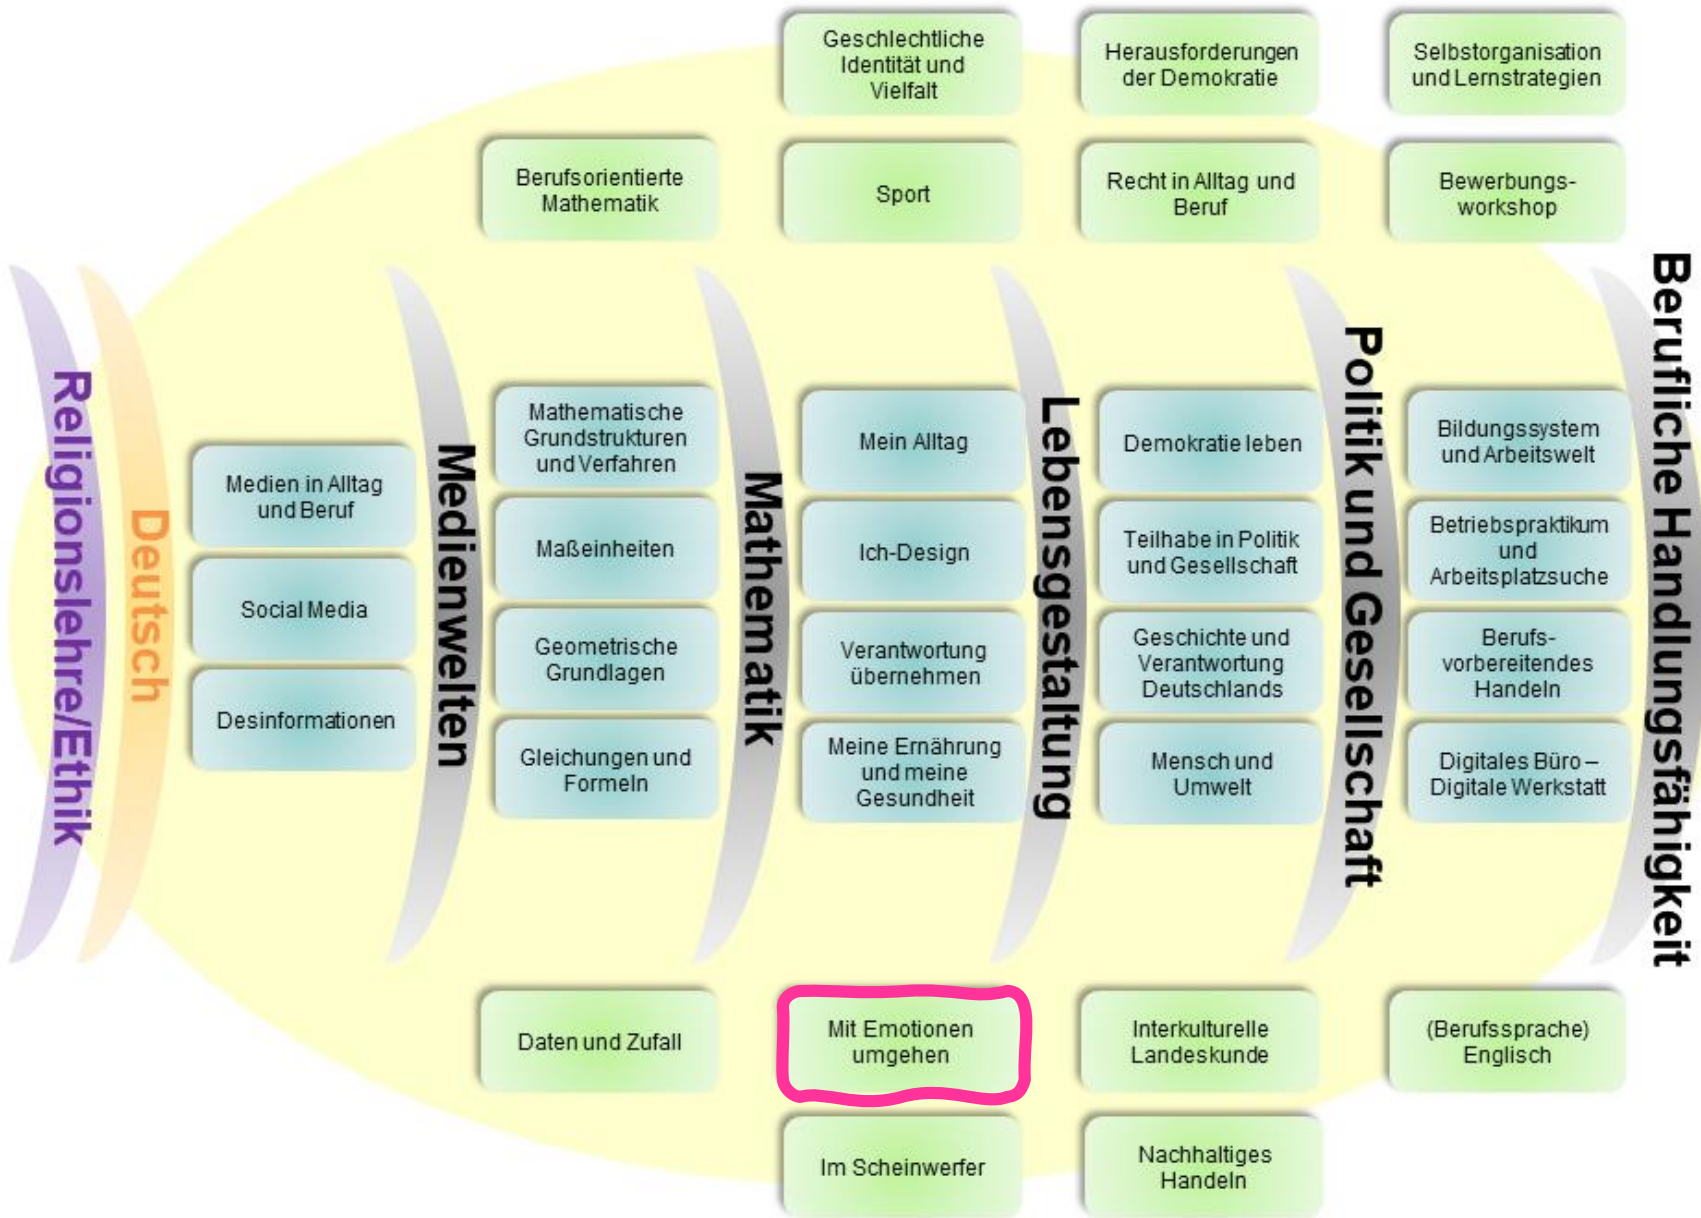 Geschlechtliche
Identität und
Vielfalt
Herausforderungen
der Demokratie
Selbstorganisation
und Lernstrategien
Berufsorientierte
Mathematik
Sport
Recht in Alltag und
Beruf
Bewerbungs-
workshop
Religionslehre/Ethik
Deutsch
Medien in Alltag
und Beruf
Social Media
Desinformationen
Medienwelten
Mathematische
Grundstrukturen
und Verfahren
Maßeinheiten
Geometrische
Grundlagen
Gleichungen und
Formeln
Mathematik
Mein Alltag
Ich-Design
Verantwortung
übernehmen
Meine Ernährung
und meine
Gesundheit
Lebensgestaltung
Demokratie leben
Teilhabe in Politik
und Gesellschaft
Geschichte und
Verantwortung
Deutschlands
Mensch und
Umwelt
Politik und Gesellschaft
Bildungssystem
und Arbeitswelt
Betriebspraktikum
und
Arbeitsplatzsuche
Berufs-
vorbereitendes
Handeln
Digitales Büro –
Digitale Werkstatt
Berufliche Handlungsfähigkeit
Daten und Zufall
Mit Emotionen
umgehen
Interkulturelle
Landeskunde
(Berufssprache)
Englisch
Im Scheinwerfer
Nachhaltiges
Handeln